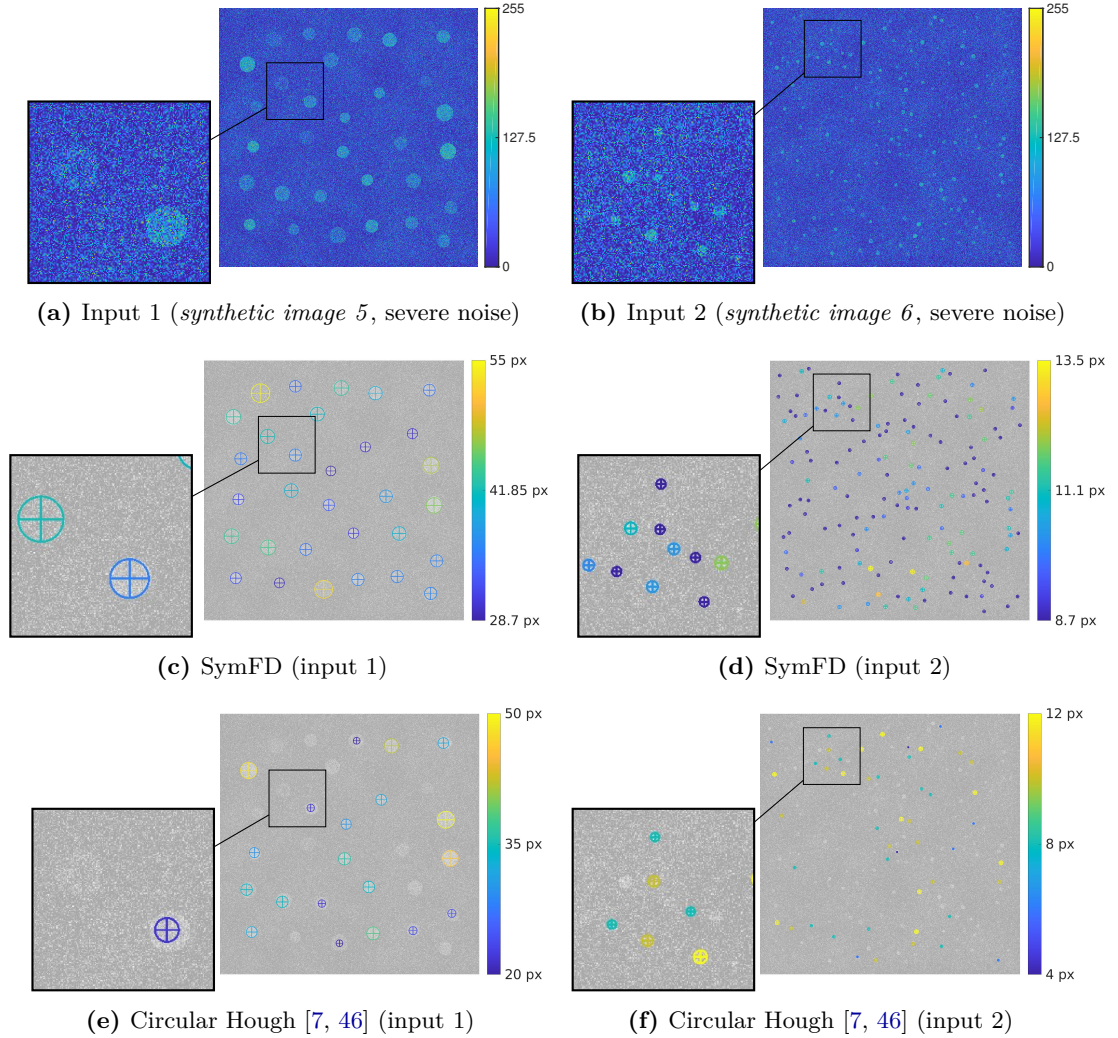 255
127.5
0
255
127.5
0
(a) Input 1 (synthetic image 5, severe noise)
(b) Input 2 (synthetic image 6, severe noise)
55 px
41.85 px
28.7 px
13.5 px
11.1 px
8.7 px
(c) SymFD (input 1)
(d) SymFD (input 2)
50 px
35 px
20 px
12 px
8 px
4 px
(e) Circular Hough [7, 46] (input 1)
(f) Circular Hough [7, 46] (input 2)